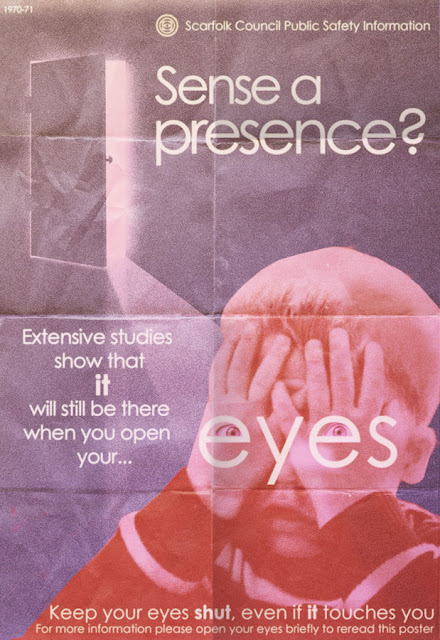 1970-71
Scarfolk Council Public Safety Information
Sense a
presence?
Extensive studies
show that
it
will still be there
when you open
your...
eyes
Keep your eyes shut, even if it touches you
For more information please open your eyes briefly to reread this poster